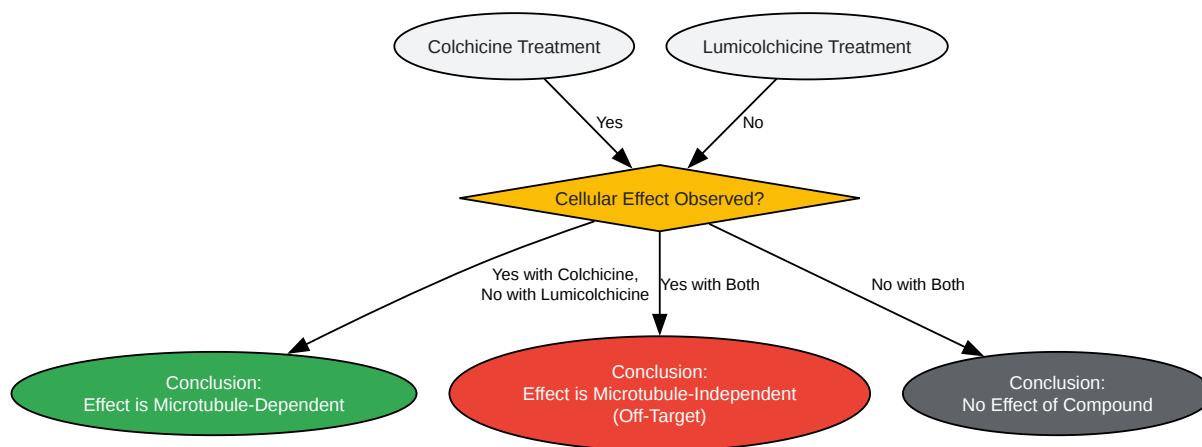 Colchicine Treatment
Lumicolchicine Treatment
Yes
No
Cellular Effect Observed?
Yes with Colchicine,
No with Lumicolchicine
Yes with Both
No with Both
Conclusion:
Effect is Microtubule-Dependent
Conclusion:
Effect is Microtubule-Independent
(Off-Target)
Conclusion:
No Effect of Compound